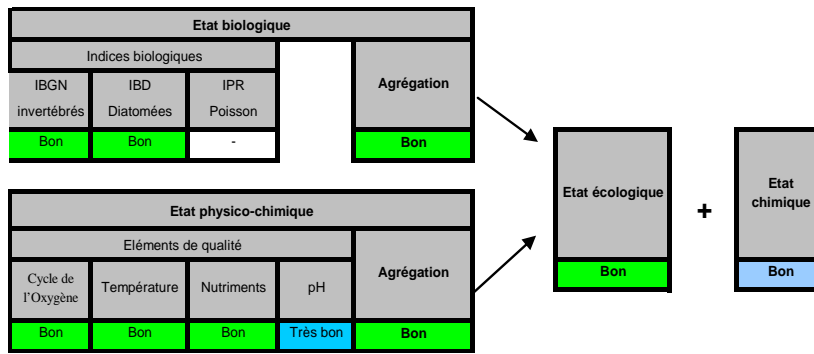 Etat biologique
Indices biologiques
Agrégation
IBGN
invertébrés
IBD
Diatomées
IPR
Poisson
Bon
Bon
-
Bon
Etat physico-chimique
Eléments de qualité
Agrégation
Cycle de
l'Oxygène
Température
Nutriments
pH
Bon
Bon
Bon
Très bon
Bon
Etat écologique
Bon
+
Etat
chimique
Bon